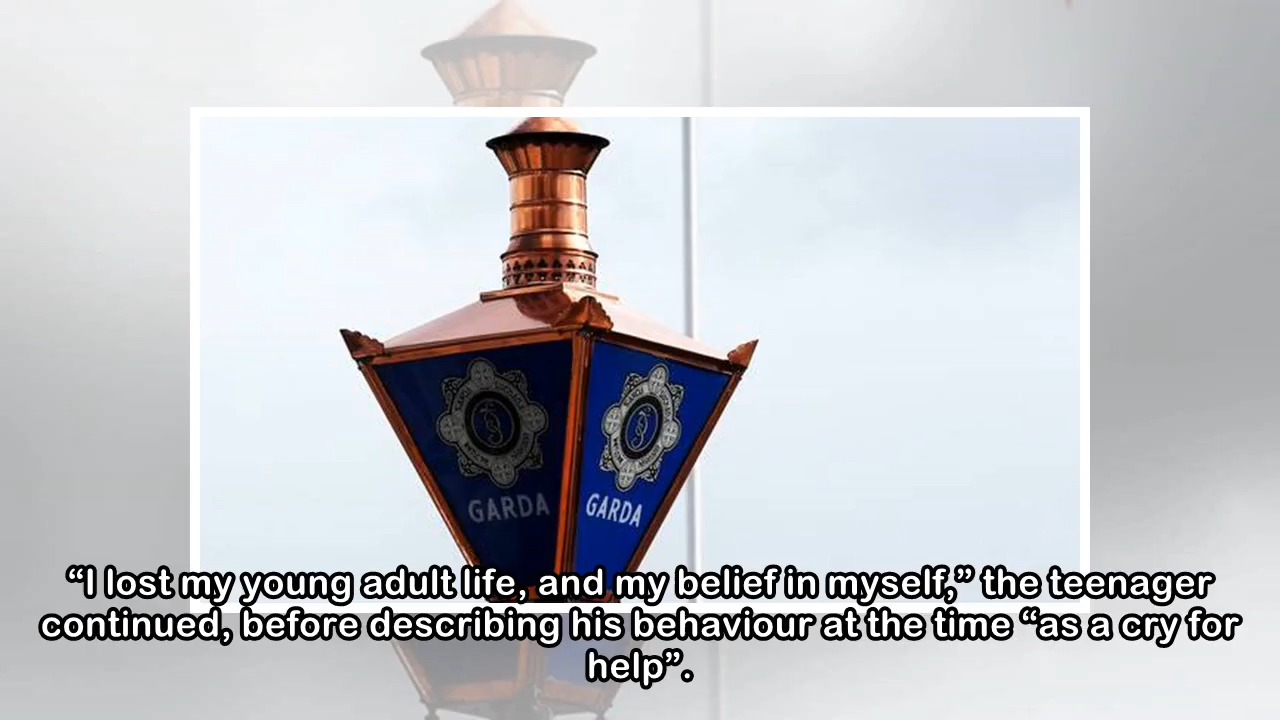 GARDA
GARDA
“I lost my young adult life, and my belief in myself,” the teenager
continued, before describing his behaviour at the time “as a cry for
help”.